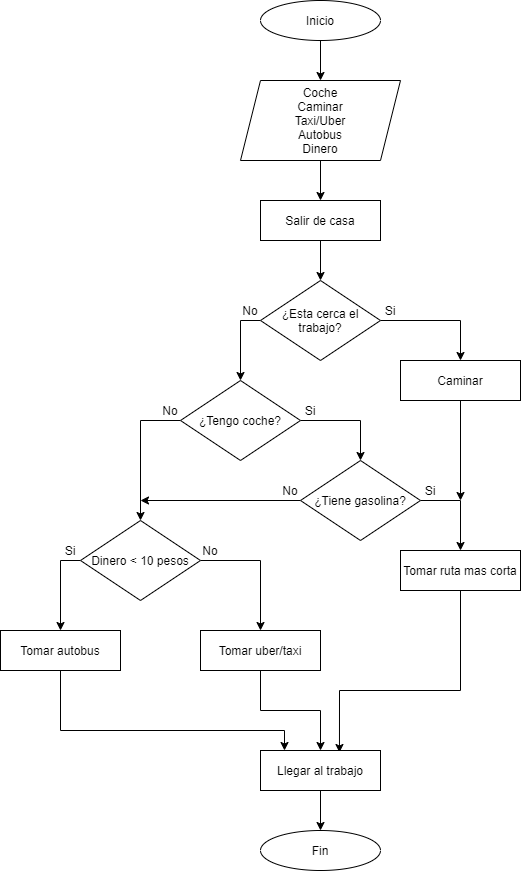 Inicio
Coche
Caminar
Taxi/Uber
Autobus
Dinero
Salir de casa
No
¿Esta cerca el
trabajo?
Si
Caminar
No
¿Tengo coche?
Si
No
¿Tiene gasolina?
Si
Si
Dinero < 10 pesos
No
Tomar ruta mas corta
Tomar autobus
Tomar uber/taxi
Llegar al trabajo
Fin